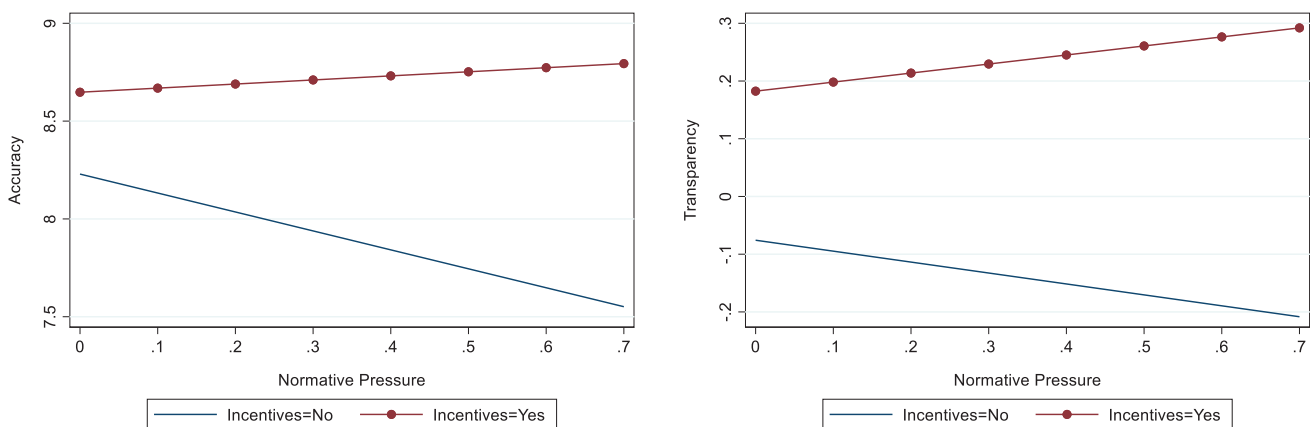 Accuracy
9
8.5
8
7.5
0 .1 .2 .3 .4 .5 .6 .7
Normative Pressure
Incentives=No Incentives=Yes
Transparency
.3
.2
.1
0
-.1
-.2
0 .1 .2 .3 .4 .5 .6 .7
Normative Pressure
Incentives=No Incentives=Yes